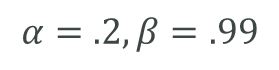 α = .2, β = .99